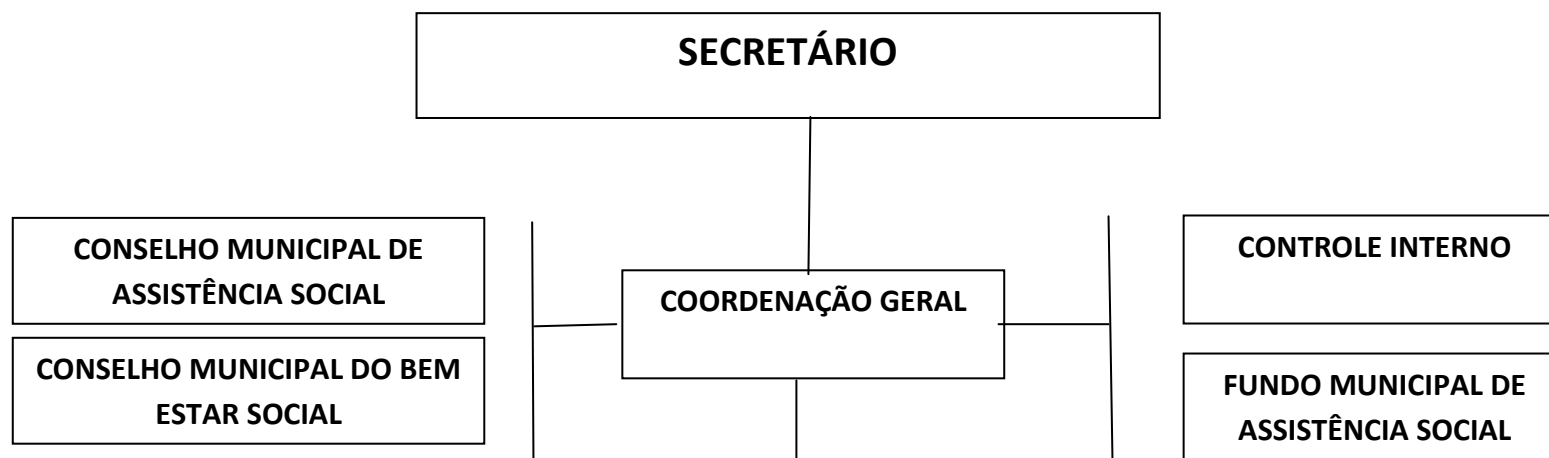 SECRETÁRIO
CONSELHO MUNICIPAL DE
ASSISTÊNCIA SOCIAL
CONTROLE INTERNO
COORDENAÇÃO GERAL
CONSELHO MUNICIPAL DO BEM
ESTAR SOCIAL
FUNDO MUNICIPAL DE
ASSISTÊNCIA SOCIAL